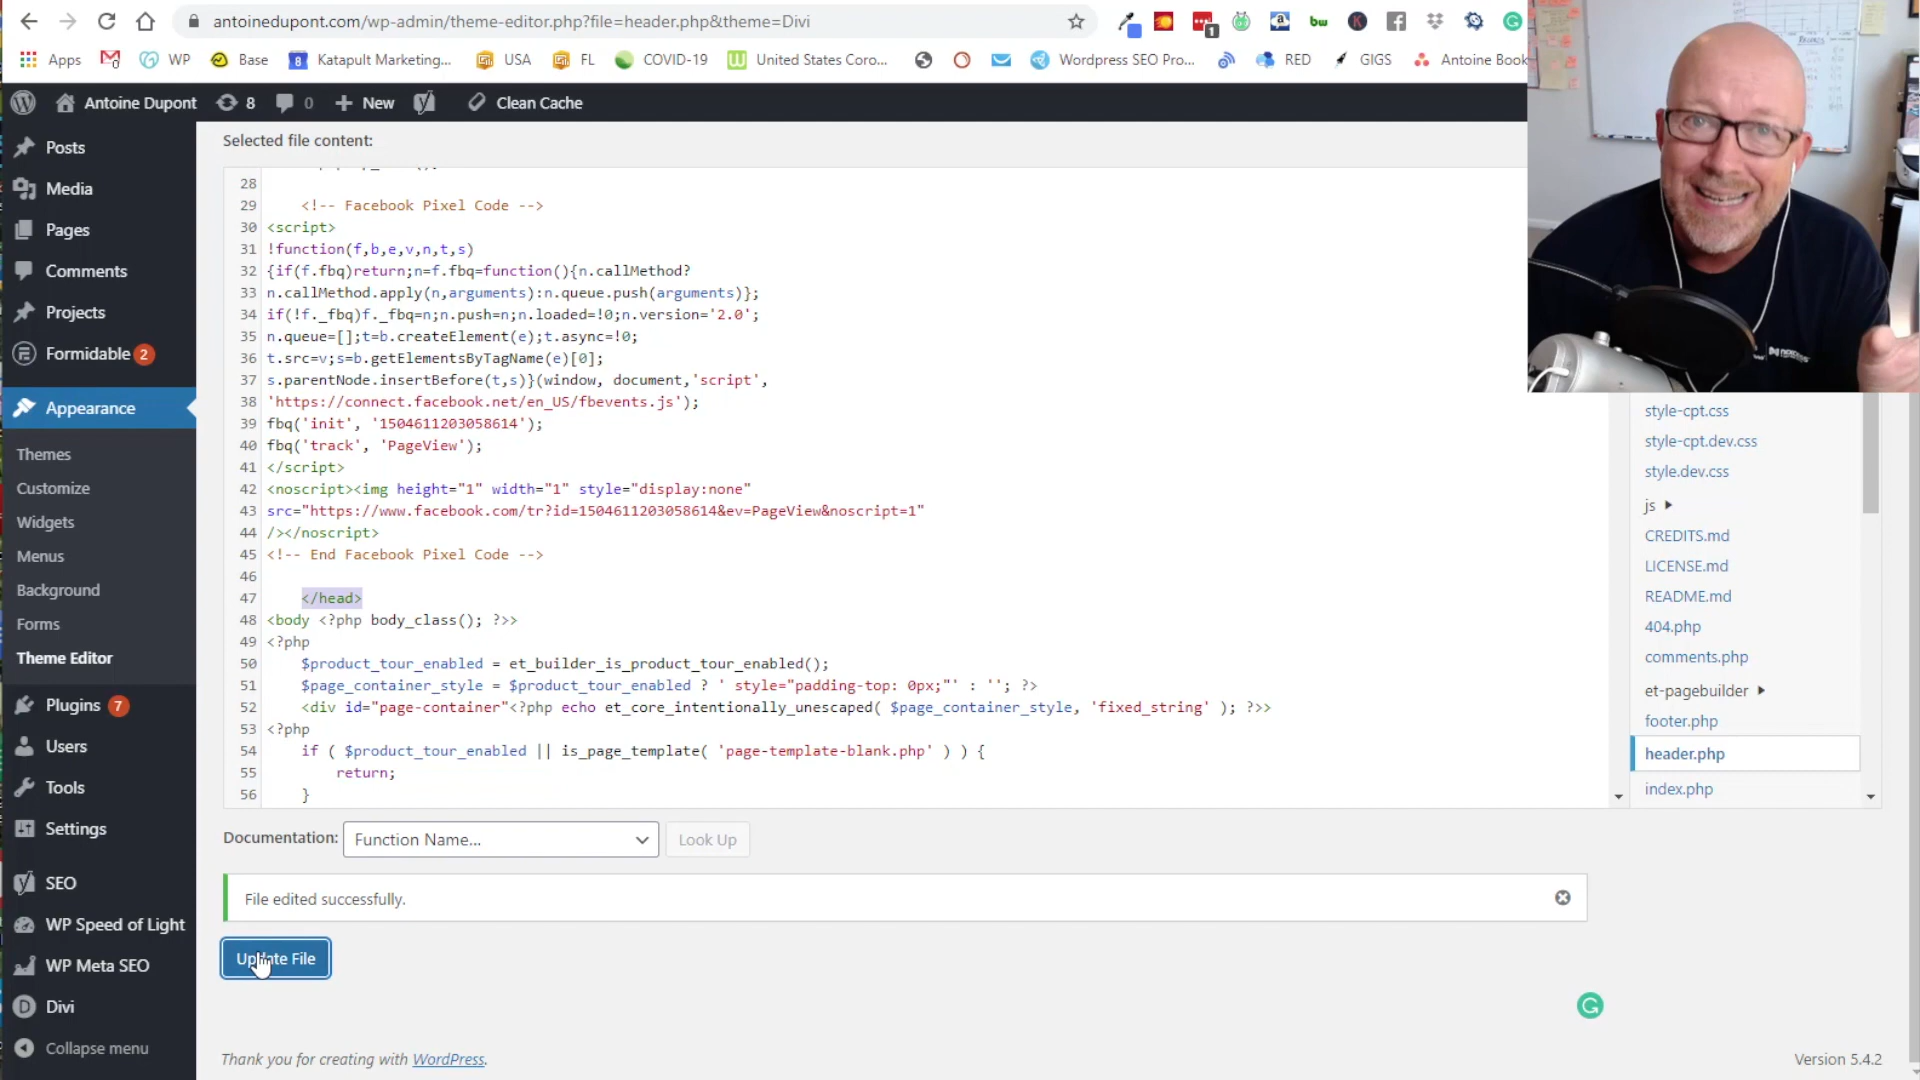 antoinedupont.com/wp-admin/theme-editor.php?file=header.php&theme=Divi
1
Apps
WP
Base
8
Katapult Marketing...
USA
FL
COVID-19
United States Coro...
Wordpress SEO Pro...
RED
GIGS
Antoine Book
Antoine Dupont
8
0
New
Clean Cache
Posts
Media
Pages
Comments
Projects
Formidable 2
Appearance
Themes
Customize
Widgets
Menus
Background
Forms
Theme Editor
Plugins 7
Users
Tools
Settings
SEO
WP Speed of Light
WP Meta SEO
Divi
Collapse menu
Selected file content:
28
29 <!-- Facebook Pixel Code -->
30 <script>
31 !function(f,b,e,v,n,t,s)
32 {if(f.fbq)return;n=f.fbq=function(){n.callMethod?
33 n.callMethod.apply(n,arguments):n.queue.push(arguments)};
34 if(!f._fbq)f._fbq=n;n.push=n;n.loaded=!0;n.version='2.0';
35 n.queue=[];t=b.createElement(e);t.async=!0;
36 t.src=v;s=b.getElementsByTagName(e)[0];
37 s.parentNode.insertBefore(t,s)}(window, document,'script',
38 'https://connect.facebook.net/en_US/fbevents.js');
39 fbq('init', '1504611203058614');
40 fbq('track', 'PageView');
41 </script>
42 <noscript><img height="1" width="1" style="display:none"
43 src="https://www.facebook.com/tr?id=1504611203058614&ev=PageView&noscript=1"
44 /></noscript>
45 <!-- End Facebook Pixel Code -->
46
47 </head>
48 <body <?php body_class(); ?>>
49 <?php
50 $product_tour_enabled = et_builder_is_product_tour_enabled();
51 $page_container_style = $product_tour_enabled ? ' style="padding-top: 0px;"' : ''; ?>
52 <div id="page-container"<?php echo et_core_intentionally_unescaped( $page_container_style, 'fixed_string' ); ?>>
53 <?php
54 if ( $product_tour_enabled || is_page_template( 'page-template-blank.php' ) ) {
55 return;
56 }
style-cpt.css
style-cpt.dev.css
style.dev.css
js
CREDITS.md
LICENSE.md
README.md
404.php
comments.php
et-pagebuilder
footer.php
header.php
index.php
Documentation: Function Name... Look Up
File edited successfully.
Update File
Thank you for creating with WordPress.
Version 5.4.2